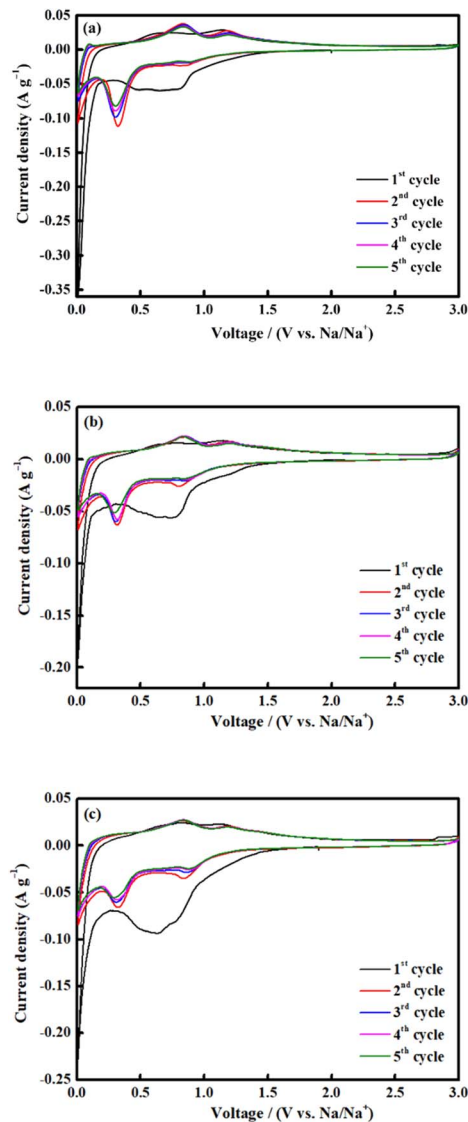 (a)
0.05
0.00
-0.05
-0.10
-0.15
-0.20
-0.25
-0.30
-0.35
Current density (A g⁻¹)
1st cycle
2nd cycle
3rd cycle
4th cycle
5th cycle
0.0 0.5 1.0 1.5 2.0 2.5 3.0
Voltage / (V vs. Na/Na⁺)
(b)
0.05
0.00
-0.05
-0.10
-0.15
-0.20
Current density (A g⁻¹)
1st cycle
2nd cycle
3rd cycle
4th cycle
5th cycle
0.0 0.5 1.0 1.5 2.0 2.5 3.0
Voltage / (V vs. Na/Na⁺)
(c)
0.05
0.00
-0.05
-0.10
-0.15
-0.20
-0.25
Current density (A g⁻¹)
1st cycle
2nd cycle
3rd cycle
4th cycle
5th cycle
0.0 0.5 1.0 1.5 2.0 2.5 3.0
Voltage / (V vs. Na/Na⁺)